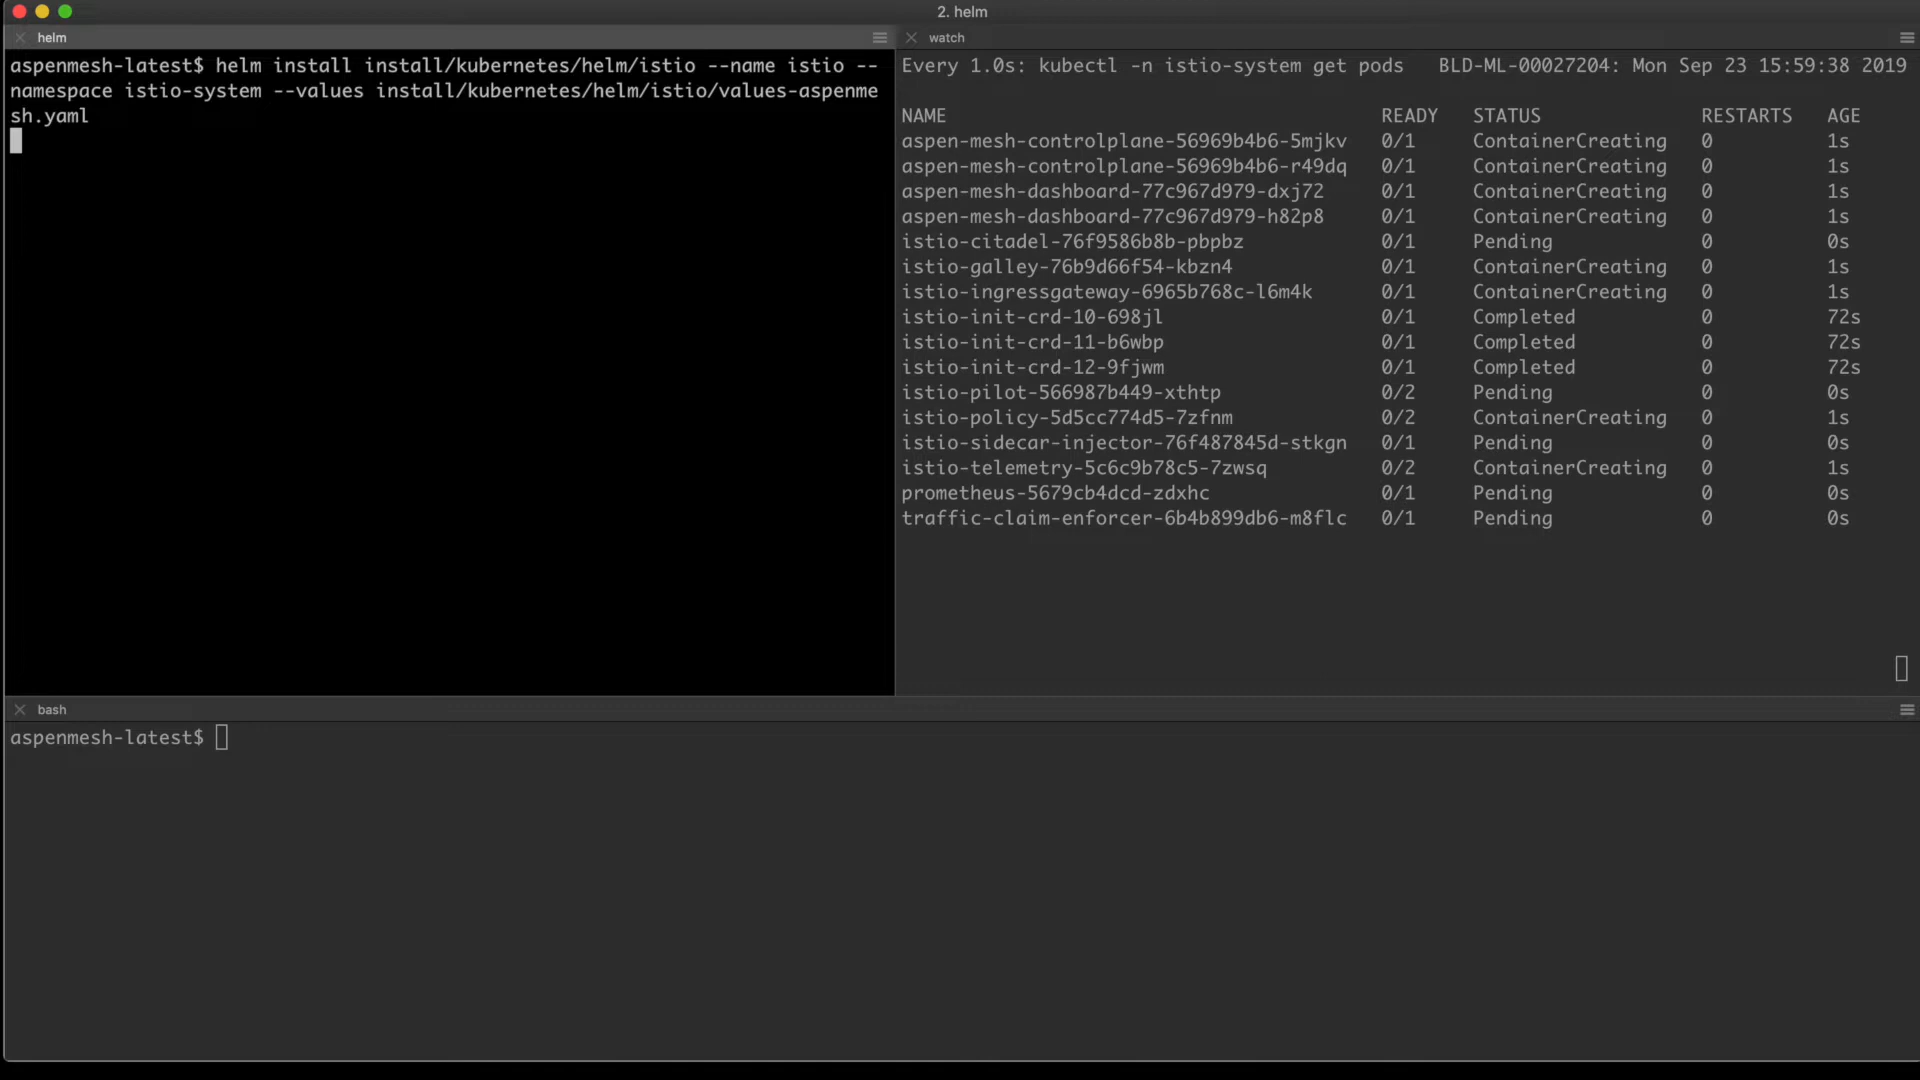 2. helm
helm
aspenmesh-latest$ helm install install/kubernetes/helm/istio --name istio --
namespace istio-system --values install/kubernetes/helm/istio/values-aspenme
sh.yaml
watch
Every 1.0s: kubectl -n istio-system get pods   BLD-ML-00027204: Mon Sep 23 15:59:38 2019
NAME READY STATUS RESTARTS AGE
aspen-mesh-controlplane-56969b4b6-5mjkv 0/1 ContainerCreating 0 1s
aspen-mesh-controlplane-56969b4b6-r49dq 0/1 ContainerCreating 0 1s
aspen-mesh-dashboard-77c967d979-dxj72 0/1 ContainerCreating 0 1s
aspen-mesh-dashboard-77c967d979-h82p8 0/1 ContainerCreating 0 1s
istio-citadel-76f9586b8b-pbpbz 0/1 Pending 0 0s
istio-galley-76b9d66f54-kbzn4 0/1 ContainerCreating 0 1s
istio-ingressgateway-6965b768c-l6m4k 0/1 ContainerCreating 0 1s
istio-init-crd-10-698jl 0/1 Completed 0 72s
istio-init-crd-11-b6wbp 0/1 Completed 0 72s
istio-init-crd-12-9fjwm 0/1 Completed 0 72s
istio-pilot-566987b449-xthtp 0/2 Pending 0 0s
istio-policy-5d5cc774d5-7zfnm 0/2 ContainerCreating 0 1s
istio-sidecar-injector-76f487845d-stkgn 0/1 Pending 0 0s
istio-telemetry-5c6c9b78c5-7zwsq 0/2 ContainerCreating 0 1s
prometheus-5679cb4dcd-zdxhc 0/1 Pending 0 0s
traffic-claim-enforcer-6b4b899db6-m8flc 0/1 Pending 0 0s
bash
aspenmesh-latest$